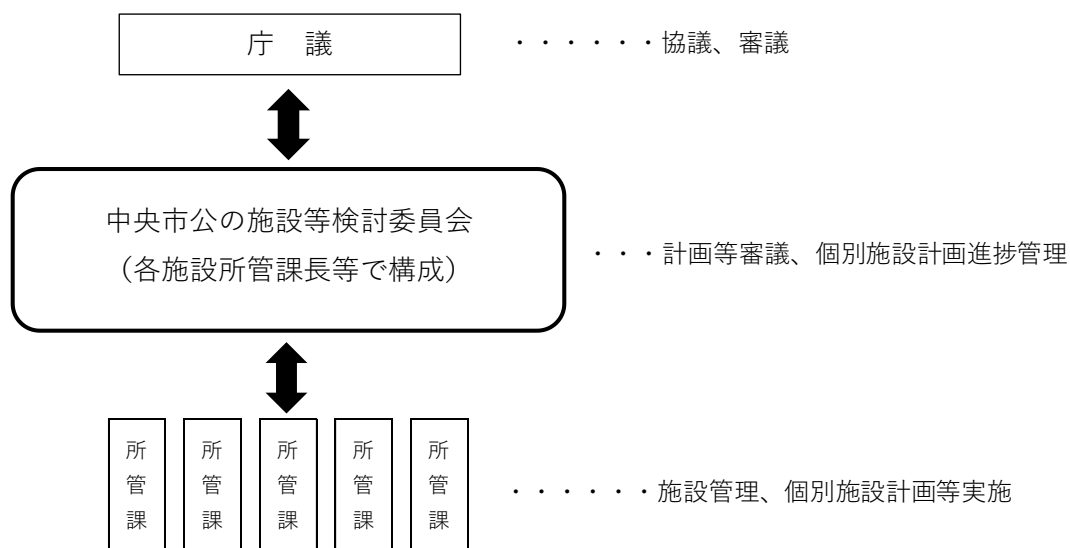 庁　議
・・・・・・協議、審議
中央市公の施設等検討委員会
（各施設所管課長等で構成）
・・・計画等審議、個別施設計画進捗管理
所管課
所管課
所管課
所管課
所管課
・・・・・・施設管理、個別施設計画等実施